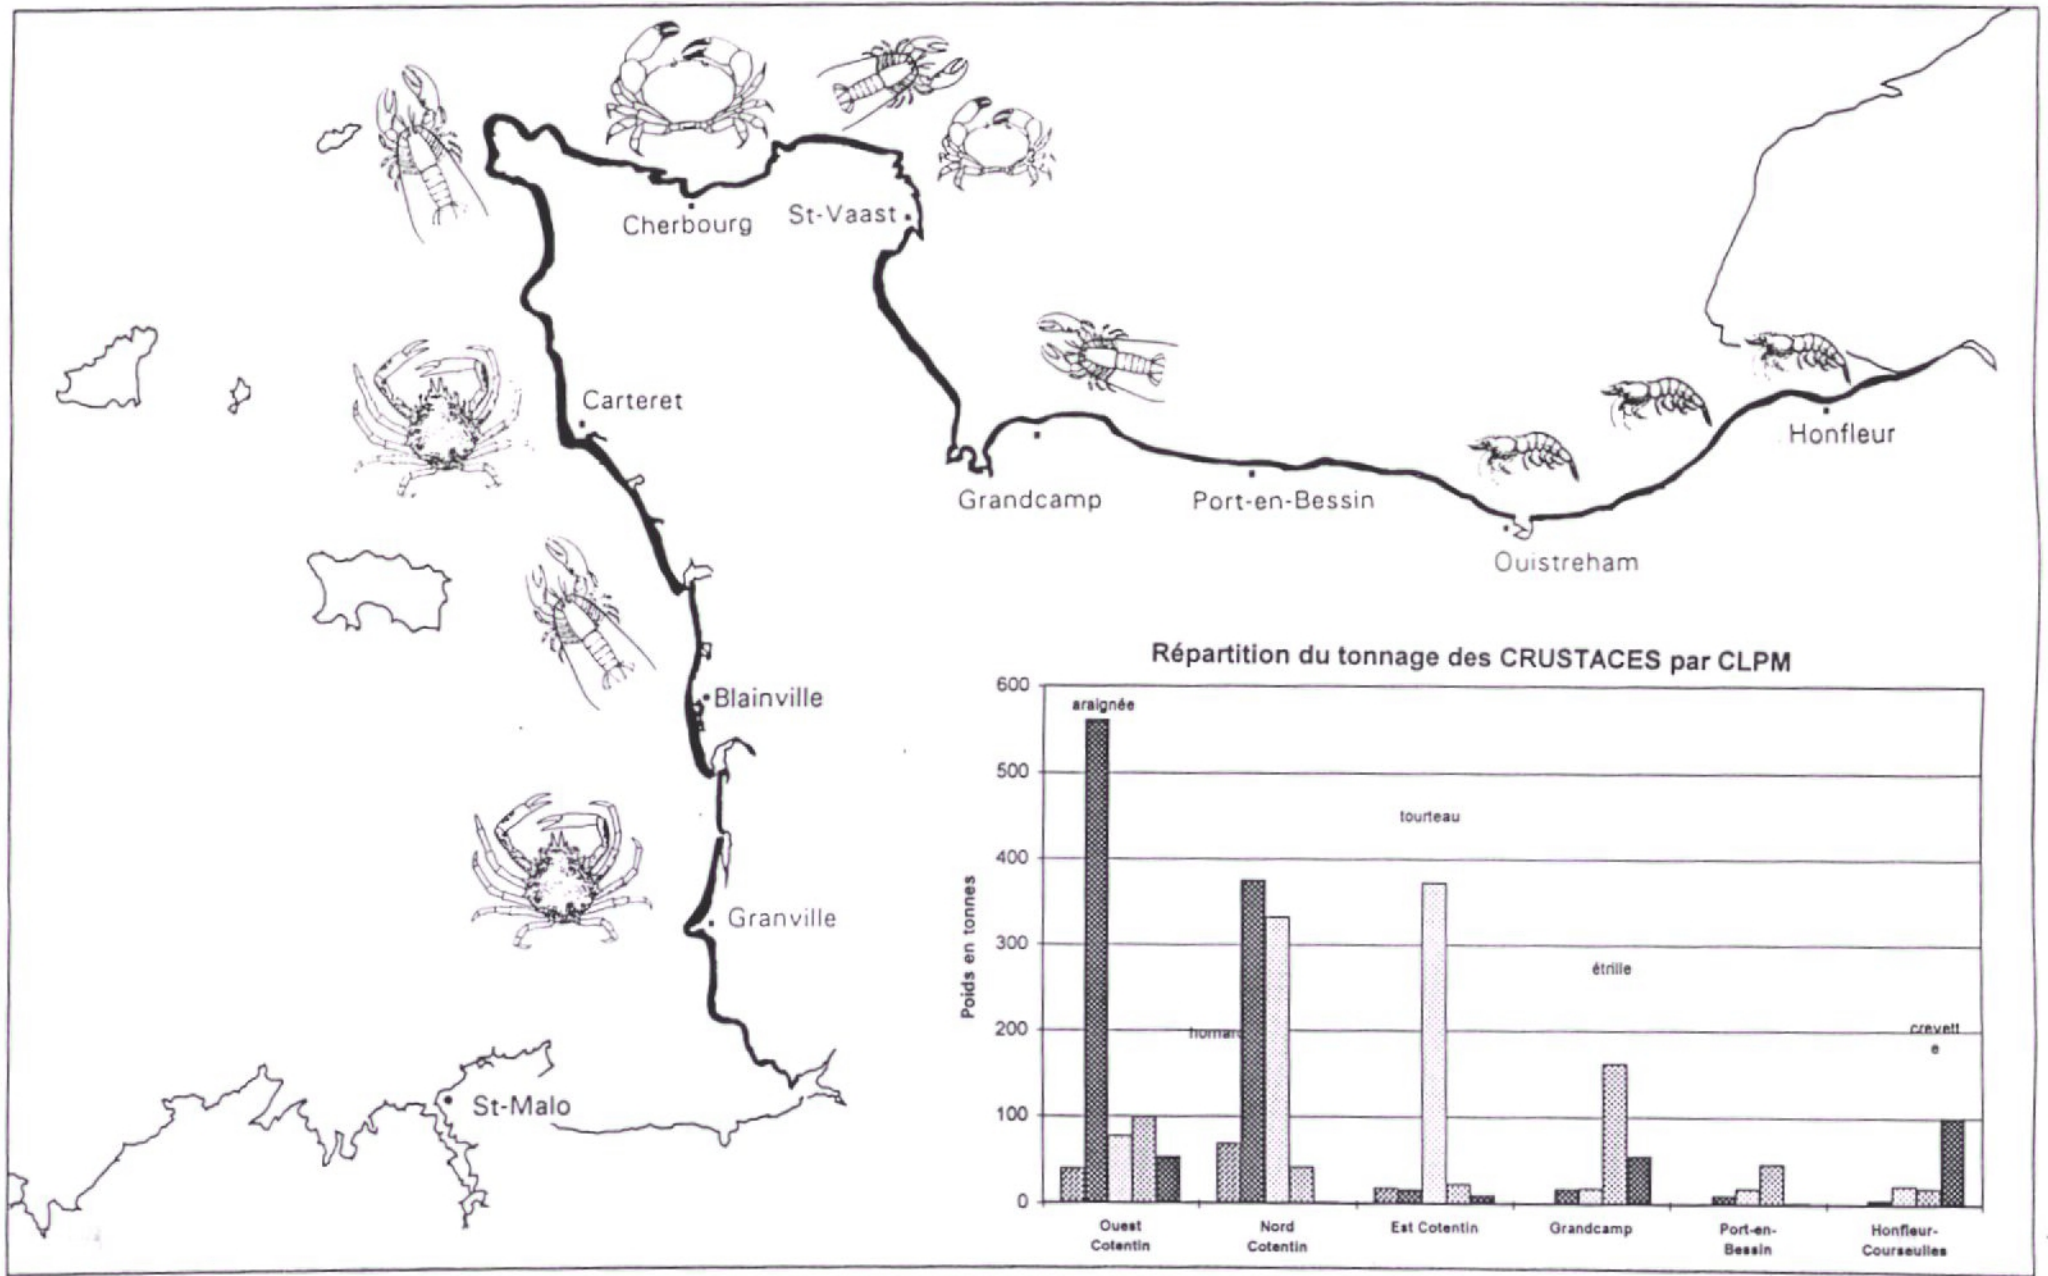 Cherbourg
St-Vaast
Carteret
Honfleur
Grandcamp
Port-en-Bessin
Ouistreham
Blainville
Granville
St-Malo
Répartition du tonnage des CRUSTACES par CLPM
600
araignée
500
tourteau
400
Poids en tonnes
300
étrille
200
homard
crevett
e
100
0
Ouest
Cotentin
Nord
Cotentin
Est Cotentin
Grandcamp
Port-en-
Bessin
Honfleur-
Courseulles